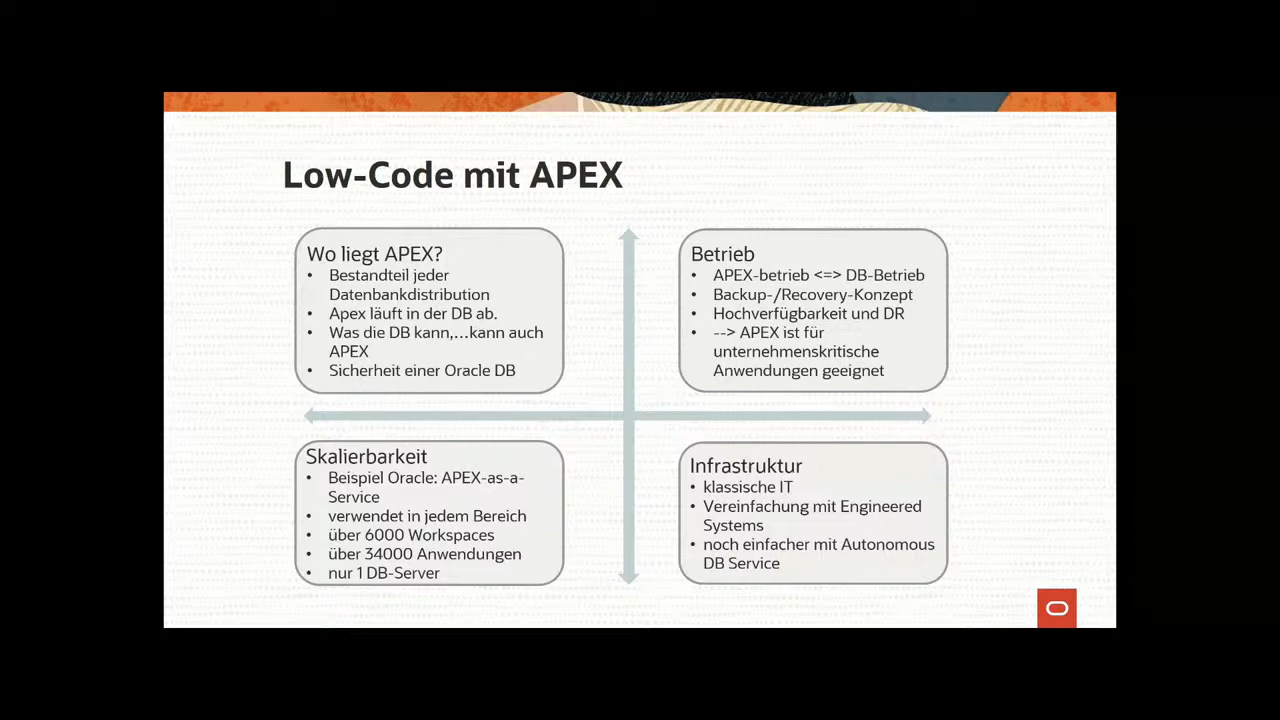 Low-Code mit APEX
Wo liegt APEX?
• Bestandteil jeder
Datenbankdistribution
• Apex läuft in der DB ab.
• Was die DB kann,...kann auch
APEX
• Sicherheit einer Oracle DB
Betrieb
• APEX-betrieb <=> DB-Betrieb
• Backup-/Recovery-Konzept
• Hochverfügbarkeit und DR
• --> APEX ist für
unternehmenskritische
Anwendungen geeignet
Skalierbarkeit
• Beispiel Oracle: APEX-as-a-
Service
• verwendet in jedem Bereich
• über 6000 Workspaces
• über 34000 Anwendungen
• nur 1 DB-Server
Infrastruktur
• klassische IT
• Vereinfachung mit Engineered
Systems
• noch einfacher mit Autonomous
DB Service